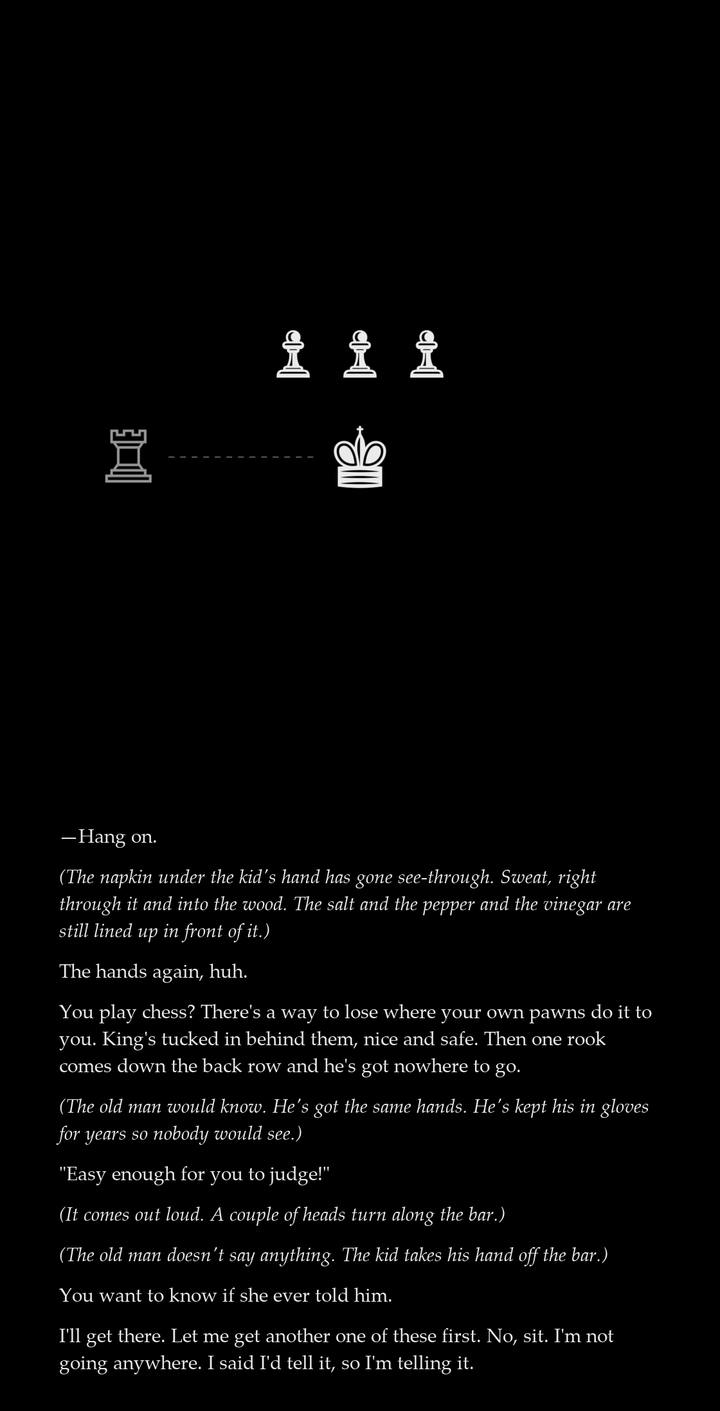 —Hang on.
(The napkin under the kid’s hand has gone see-through. Sweat, right
through it and into the wood. The salt and the pepper and the vinegar are
still lined up in front of it.)
The hands again, huh.
You play chess? There's a way to lose where your own pawns do it to
you. King's tucked in behind them, nice and safe. Then one rook
comes down the back row and he's got nowhere to go.
(The old man would know. He’s got the same hands. He’s kept his in gloves
for years so nobody would see.)
"Easy enough for you to judge!"
(It comes out loud. A couple of heads turn along the bar.)
(The old man doesn’t say anything. The kid takes his hand off the bar.)
You want to know if she ever told him.
I'll get there. Let me get another one of these first. No, sit. I'm not
going anywhere. I said I'd tell it, so I'm telling it.